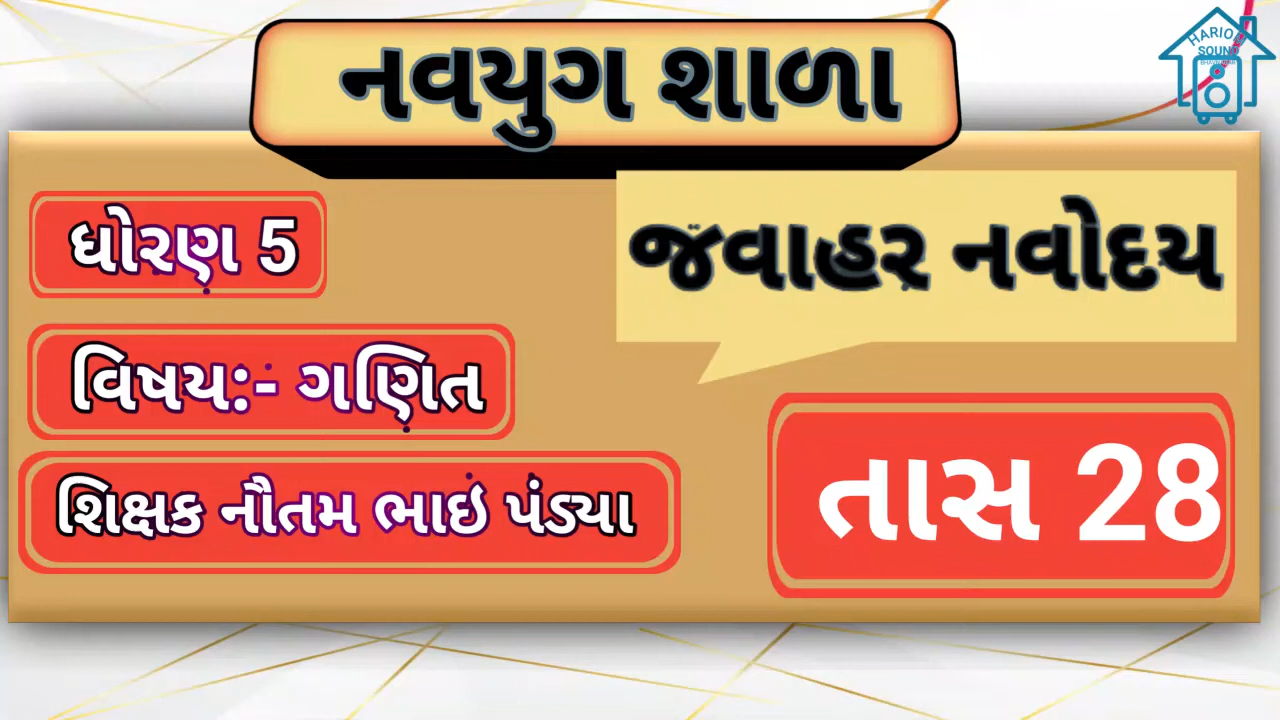 નવયુગ શાળા
HARIOM
SOUND
ધોરણ 5
જવાહર નવોદય
વિષય:- ગણિત
શિક્ષક નૌતમ ભાઇ પંડ્યા
તાસ 28